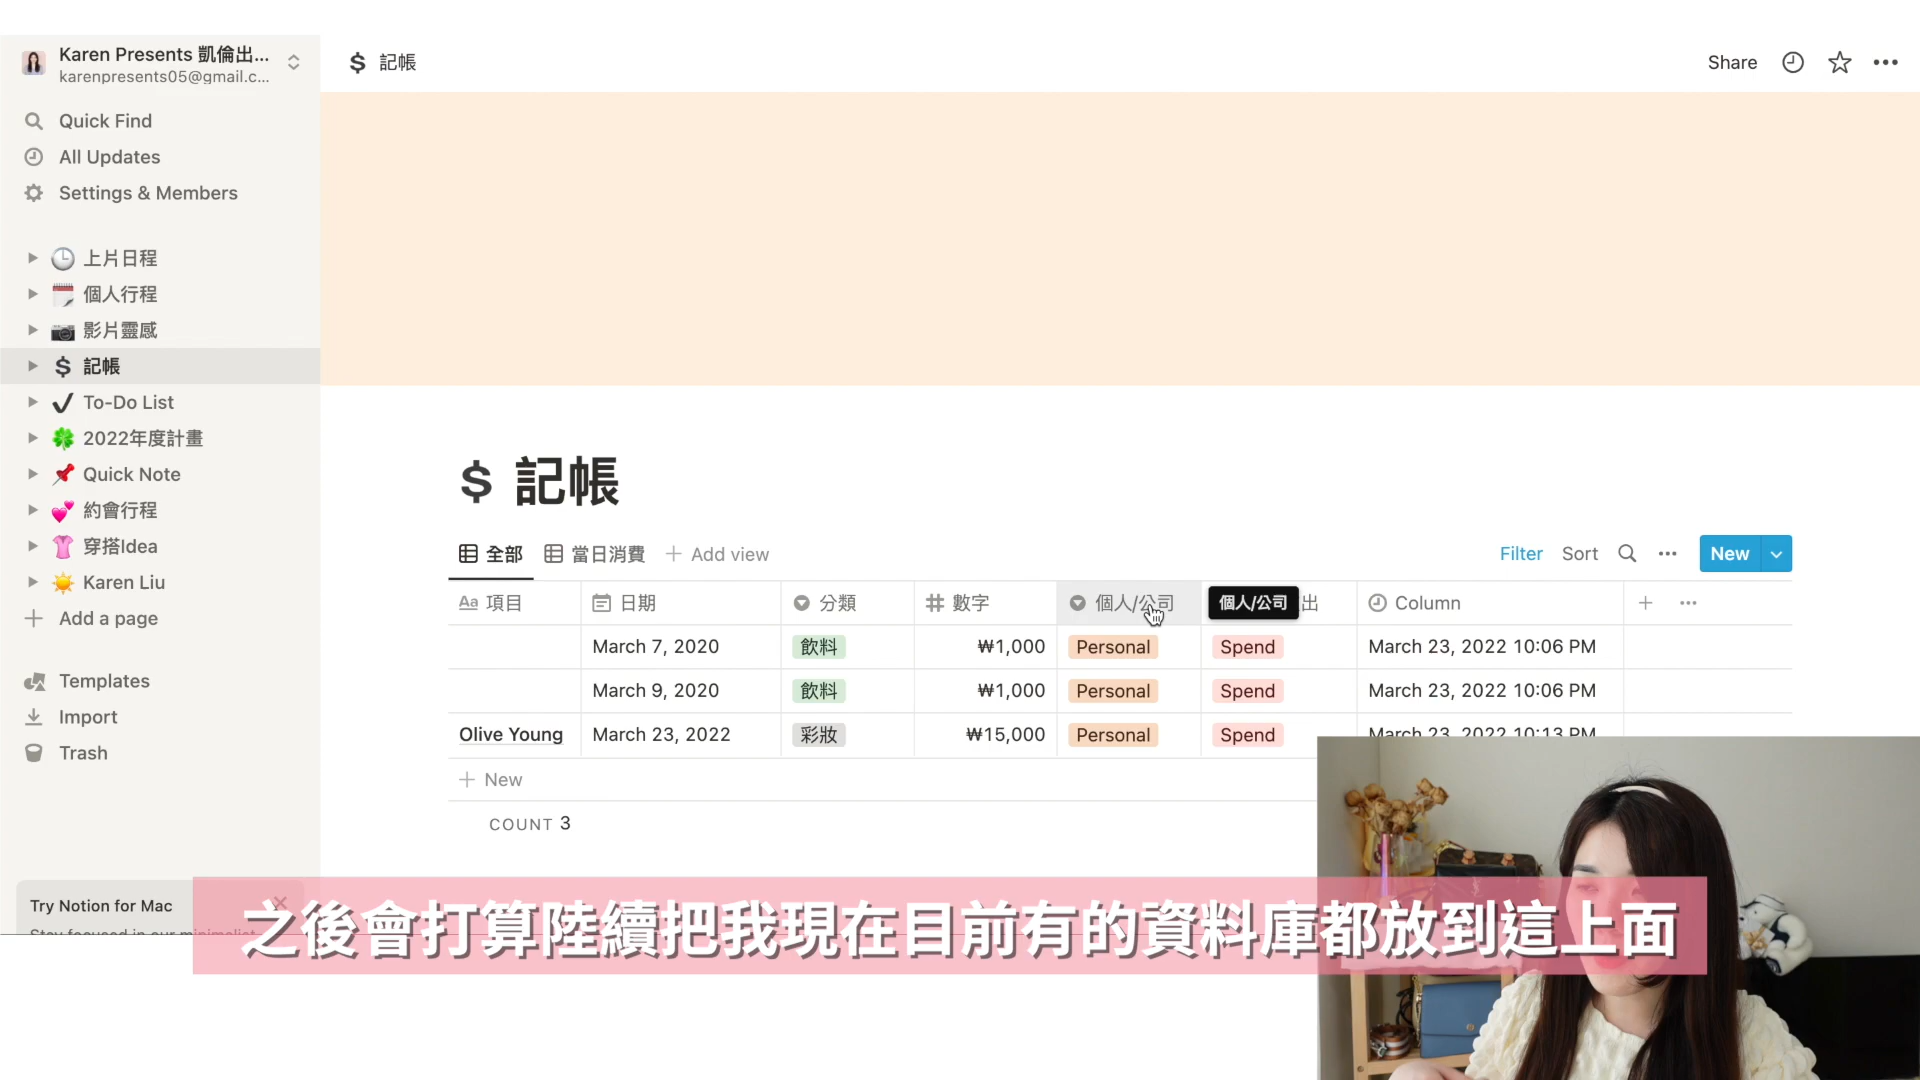 Karen Presents 凱倫出...
karenpresents05@gmail.c...
Quick Find
All Updates
Settings & Members
上片日程
個人行程
影片靈感
記帳
To-Do List
2022年度計畫
Quick Note
約會行程
穿搭Idea
Karen Liu
Add a page
Templates
Import
Trash
Try Notion for Mac
$ 記帳
Share
$ 記帳
全部 當日消費 Add view
Filter Sort New
Aa 項目 日期 分類 # 數字 個人/公司 個人/公司 出 Column
March 7, 2020 飲料 ₩1,000 Personal Spend March 23, 2022 10:06 PM
March 9, 2020 飲料 ₩1,000 Personal Spend March 23, 2022 10:06 PM
Olive Young March 23, 2022 彩妝 ₩15,000 Personal Spend March 23, 2022 10:13 PM
New
COUNT 3
之後會打算陸續把我現在目前有的資料庫都放到這上面